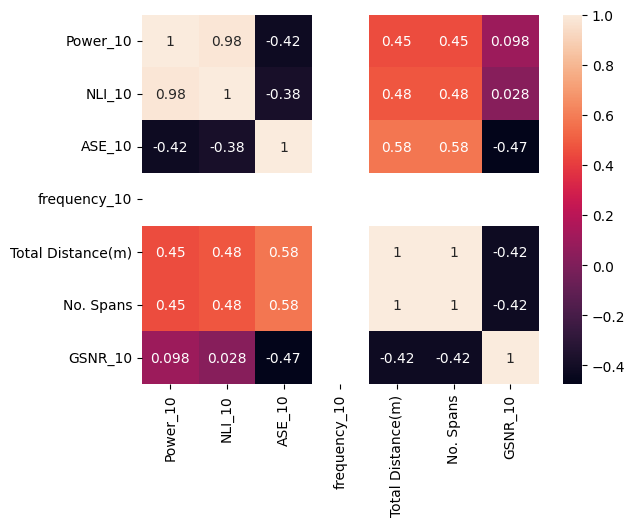 Power_10 1 0.98 -0.42 0.45 0.45 0.098
NLI_10 0.98 1 -0.38 0.48 0.48 0.028
ASE_10 -0.42 -0.38 1 0.58 0.58 -0.47
frequency_10
Total Distance(m) 0.45 0.48 0.58 1 1 -0.42
No. Spans 0.45 0.48 0.58 1 1 -0.42
GSNR_10 0.098 0.028 -0.47 -0.42 -0.42 1
Power_10
NLI_10
ASE_10
frequency_10
Total Distance(m)
No. Spans
GSNR_10
1.0
0.8
0.6
0.4
0.2
0.0
−0.2
−0.4